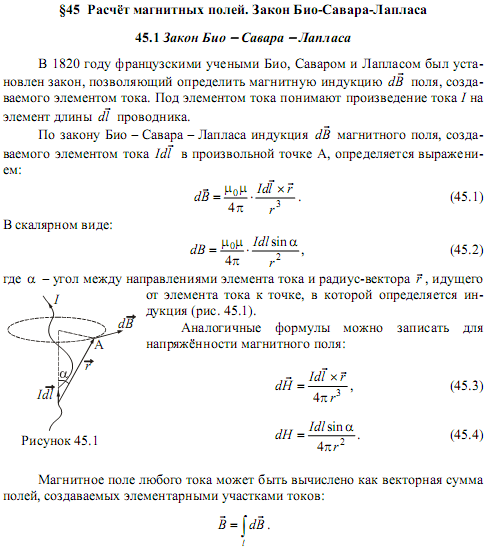 §45 Расчёт магнитных полей. Закон Био-Савара-Лапласа
45.1 Закон Био – Савара – Лапласа
В 1820 году французскими учеными Био, Саваром и Лапласом был уста-
новлен закон, позволяющий определить магнитную индукцию dB⃗ поля, созда-
ваемого элементом тока. Под элементом тока понимают произведение тока I на
элемент длины dl⃗ проводника.
По закону Био – Савара – Лапласа индукция dB⃗ магнитного поля, созда-
ваемого элементом тока Idl⃗ в произвольной точке А, определяется выражени-
ем:
dB⃗ = μ₀μ/4π · Idl⃗ × r⃗/r³ . (45.1)
В скалярном виде:
dB = μ₀μ/4π · Idl sin α/r² , (45.2)
где α – угол между направлениями элемента тока и радиус-вектора r⃗ , идущего
от элемента тока к точке, в которой определяется ин-
дукция (рис. 45.1).
Аналогичные формулы можно записать для
напряжённости магнитного поля:
dH⃗ = Idl⃗ × r⃗/4πr³ , (45.3)
dH = Idl sin α/4πr² . (45.4)
I
dB⃗
А
r⃗
α
Idl⃗
Рисунок 45.1
Магнитное поле любого тока может быть вычислено как векторная сумма
полей, создаваемых элементарными участками токов:
B⃗ = ∫l dB⃗ .